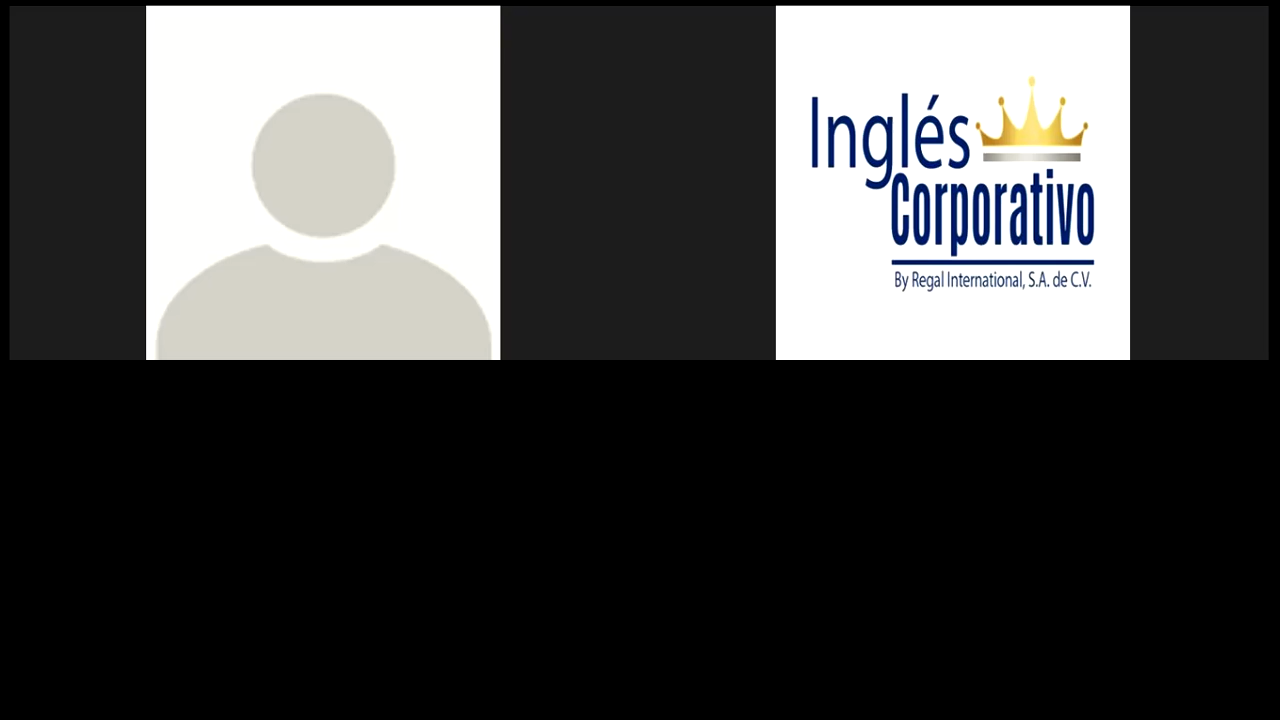 Inglés
Corporativo
By Regal International, S.A. de C.V.